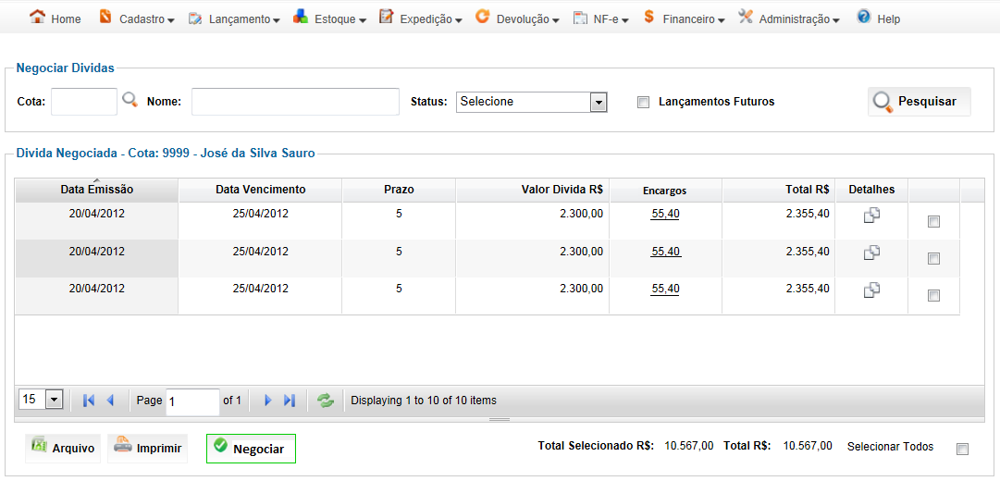 Home Cadastro Lançamento Estoque Expedição Devolução NF-e Financeiro Administração Help
Negociar Dividas
Cota: Nome: Status: Selecione Lançamentos Futuros Pesquisar
Divida Negociada - Cota: 9999 - José da Silva Sauro
Data Emissão Data Vencimento Prazo Valor Divida R$ Encargos Total R$ Detalhes
20/04/2012 25/04/2012 5 2.300,00 55,40 2.355,40
20/04/2012 25/04/2012 5 2.300,00 55,40 2.355,40
20/04/2012 25/04/2012 5 2.300,00 55,40 2.355,40
15 Page 1 of 1 Displaying 1 to 10 of 10 items
Arquivo Imprimir Negociar Total Selecionado R$: 10.567,00 Total R$: 10.567,00 Selecionar Todos